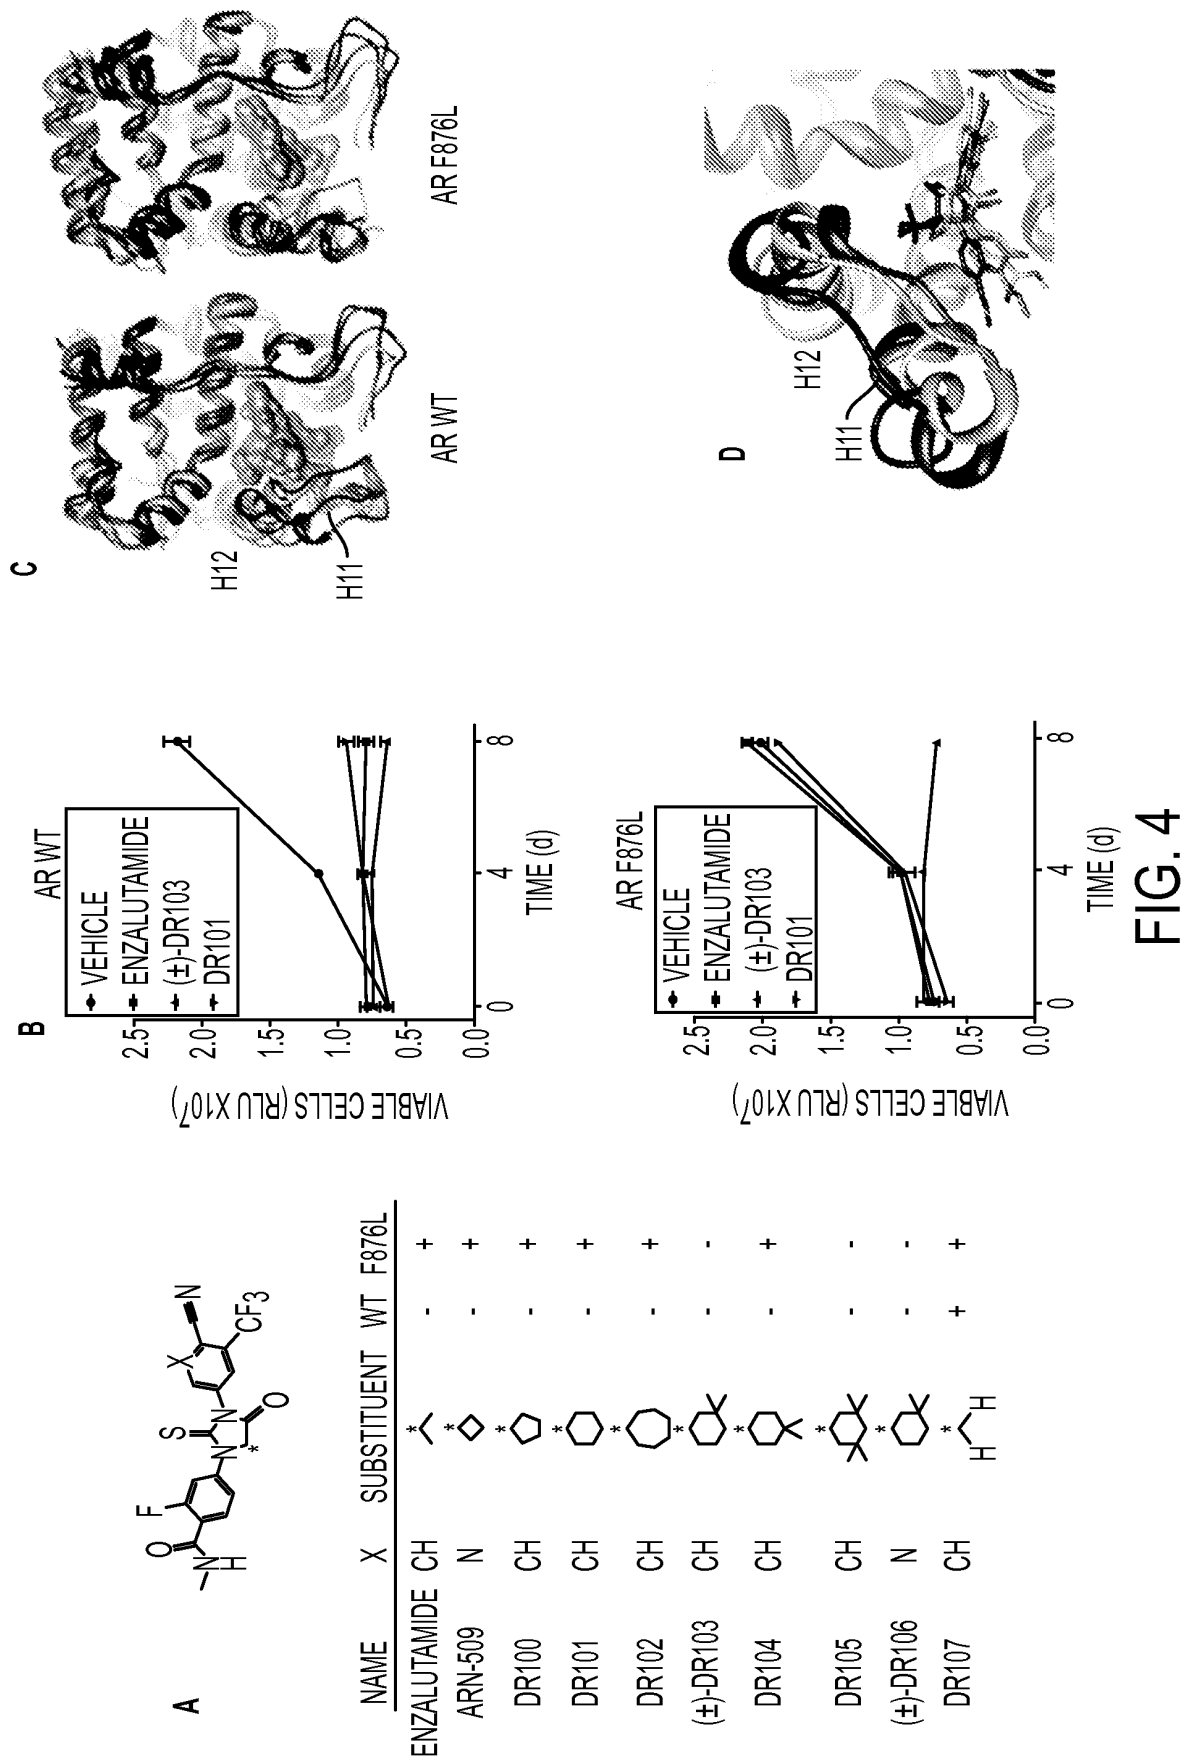 A
O
N
H
F
S
N
N
*
O
X
N
CF3
NAME X SUBSTITUENT WT F876L
ENZALUTAMIDE CH * - +
ARN-509 N * - +
DR100 CH * - +
DR101 CH * - +
DR102 CH * - +
(±)-DR103 CH * - -
DR104 CH * - +
DR105 CH * - -
(±)-DR106 N * - -
DR107 CH * H H + +
B
AR WT
VEHICLE
ENZALUTAMIDE
(±)-DR103
DR101
VIABLE CELLS (RLU X10⁷)
2.5
2.0
1.5
1.0
0.5
0.0
0 4 8
TIME (d)
AR F876L
VEHICLE
ENZALUTAMIDE
(±)-DR103
DR101
VIABLE CELLS (RLU X10⁷)
2.5
2.0
1.5
1.0
0.5
0.0
0 4 8
TIME (d)
C
H12
H11
AR WT
AR F876L
D
H12
H11
FIG. 4